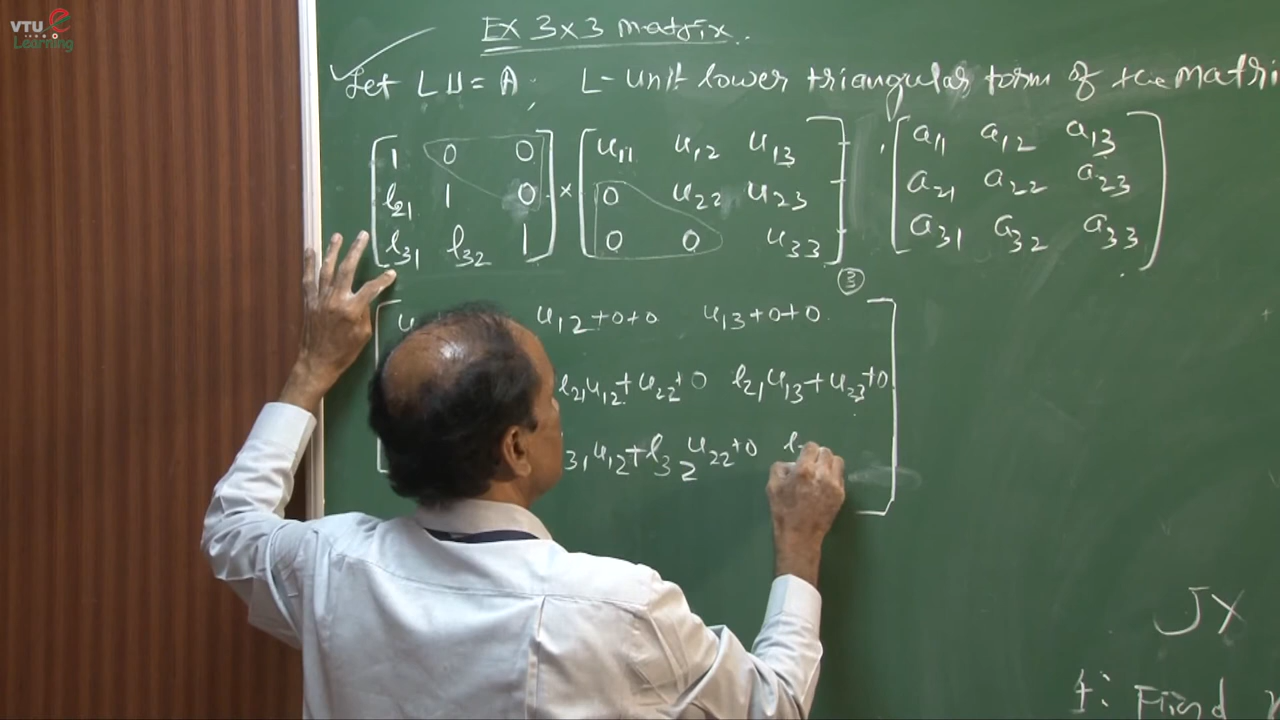 VTU e
Learning
EX 3x3 matrix..
Let LU = A; L-unit lower triangular form of the matri
[1 0 0] × [u11 u12 u13] [a11 a12 a13]
[l21 1 0] [0 u22 u23] [a21 a22 a23]
[l31 l32 1] [0 0 u33] [a31 a32 a33]
3
u12+0+0 u13+0+0
l21u12+u22+0 l21u13+u23+0
31u12+l32u22+0
JX
Find